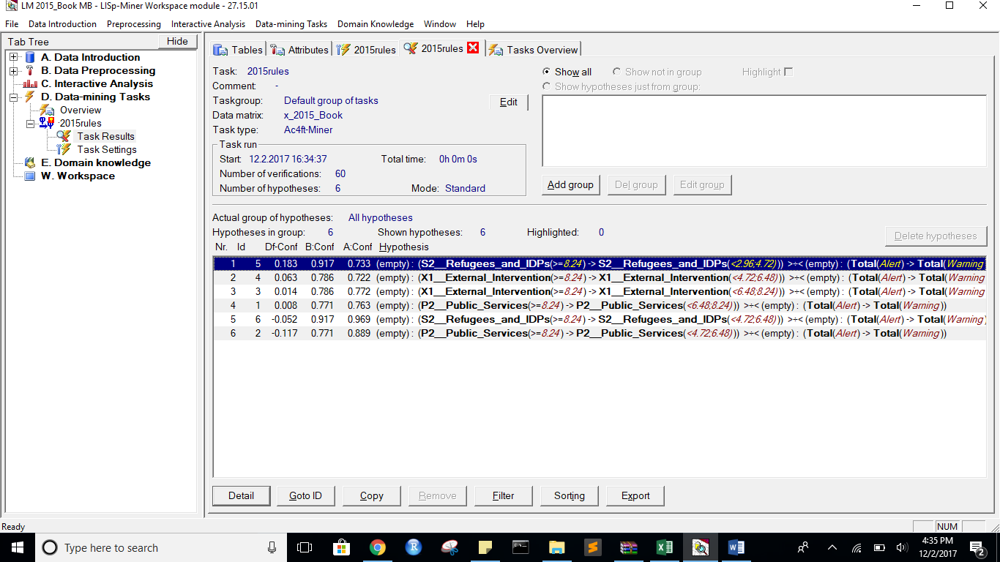 LM 2015_Book MB - LISp-Miner Workspace module - 27.15.01
File Data Introduction Preprocessing Interactive Analysis Data-mining Tasks Domain Knowledge Window Help
Tab Tree
Hide
A. Data Introduction
B. Data Preprocessing
C. Interactive Analysis
D. Data-mining Tasks
Overview
2015rules
Task Results
Task Settings
E. Domain knowledge
W. Workspace
Tables Attributes 2015rules 2015rules Tasks Overview
Task: 2015rules
Comment: -
Taskgroup: Default group of tasks
Data matrix: x_2015_Book
Task type: Ac4ft-Miner
Edit
Task run
Start: 12.2.2017 16:34:37 Total time: 0h 0m 0s
Number of verifications: 60
Number of hypotheses: 6 Mode: Standard
Show all Show not in group Highlight
Show hypotheses just from group:
Add group Del group Edit group
Actual group of hypotheses: All hypotheses
Hypotheses in group: 6 Shown hypotheses: 6 Highlighted: 0
Delete hypotheses
Nr. Id Df-Conf B:Conf A:Conf Hypothesis
1 5 0.183 0.917 0.733 (empty) : (S2__Refugees_and_IDPs(>=8.24) -> S2__Refugees_and_IDPs(<2.96;4.72))) >÷< (empty) : (Total(Alert) -> Total(Warning
2 4 0.063 0.786 0.722 (empty) : (X1__External_Intervention(>=8.24) -> X1__External_Intervention(<4.72;6.48))) >÷< (empty) : (Total(Alert) -> Total(Warning
3 3 0.014 0.786 0.772 (empty) : (X1__External_Intervention(>=8.24) -> X1__External_Intervention(<6.48;8.24))) >÷< (empty) : (Total(Alert) -> Total(Warning
4 1 0.008 0.771 0.763 (empty) : (P2__Public_Services(>=8.24) -> P2__Public_Services(<6.48;8.24))) >÷< (empty) : (Total(Alert) -> Total(Warning))
5 6 -0.052 0.917 0.969 (empty) : (S2__Refugees_and_IDPs(>=8.24) -> S2__Refugees_and_IDPs(<4.72;6.48))) >÷< (empty) : (Total(Alert) -> Total(Warning)
6 2 -0.117 0.771 0.889 (empty) : (P2__Public_Services(>=8.24) -> P2__Public_Services(<4.72;6.48))) >÷< (empty) : (Total(Alert) -> Total(Warning))
Detail Goto ID Copy Remove Filter Sorting Export
Ready
NUM
Type here to search
4:35 PM
12/2/2017
2